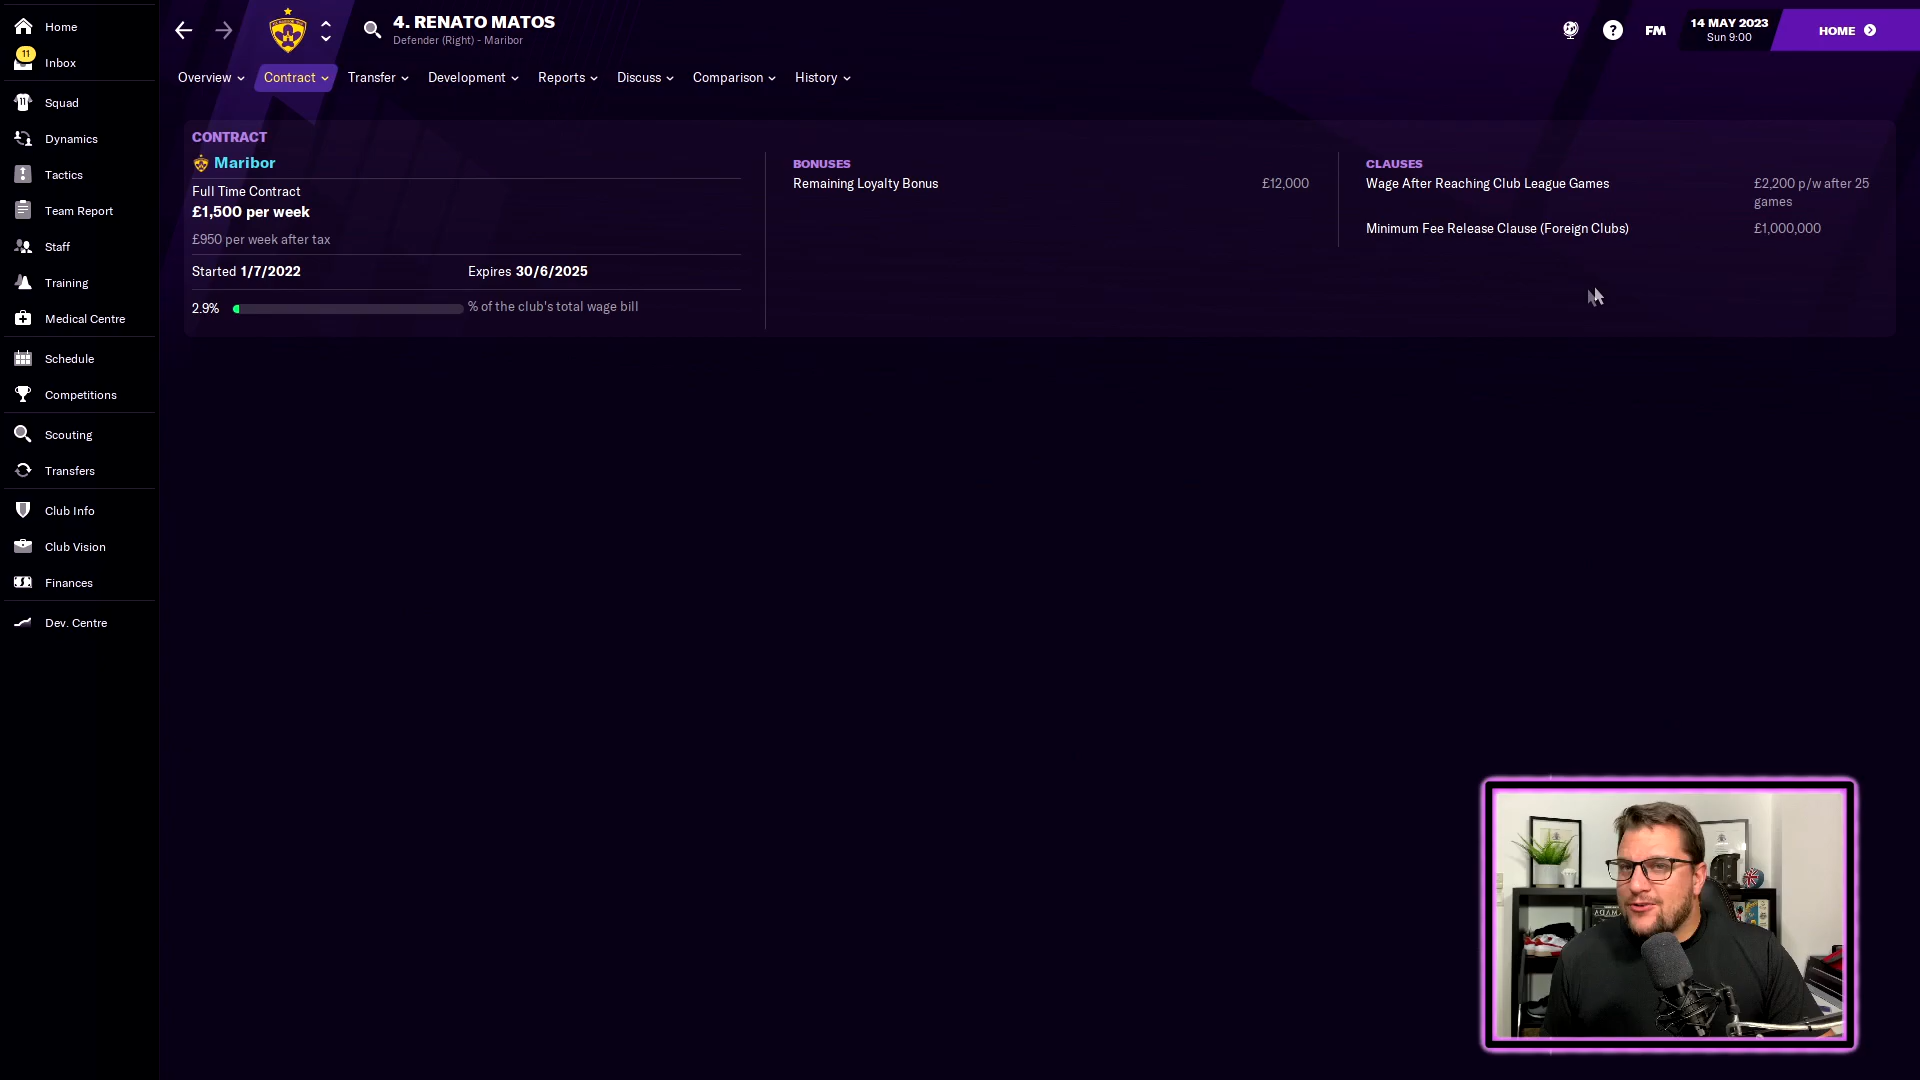 Home
11
Inbox
Squad
Dynamics
Tactics
Team Report
Staff
Training
Medical Centre
Schedule
Competitions
Scouting
Transfers
Club Info
Club Vision
Finances
Dev. Centre
4. RENATO MATOS
Defender (Right) - Maribor
FM
14 MAY 2023
Sun 9:00
HOME
Overview
Contract
Transfer
Development
Reports
Discuss
Comparison
History
CONTRACT
Maribor
Full Time Contract
£1,500 per week
£950 per week after tax
Started 1/7/2022
Expires 30/6/2025
2.9%
% of the club's total wage bill
BONUSES
Remaining Loyalty Bonus
£12,000
CLAUSES
Wage After Reaching Club League Games
£2,200 p/w after 25
games
Minimum Fee Release Clause (Foreign Clubs)
£1,000,000